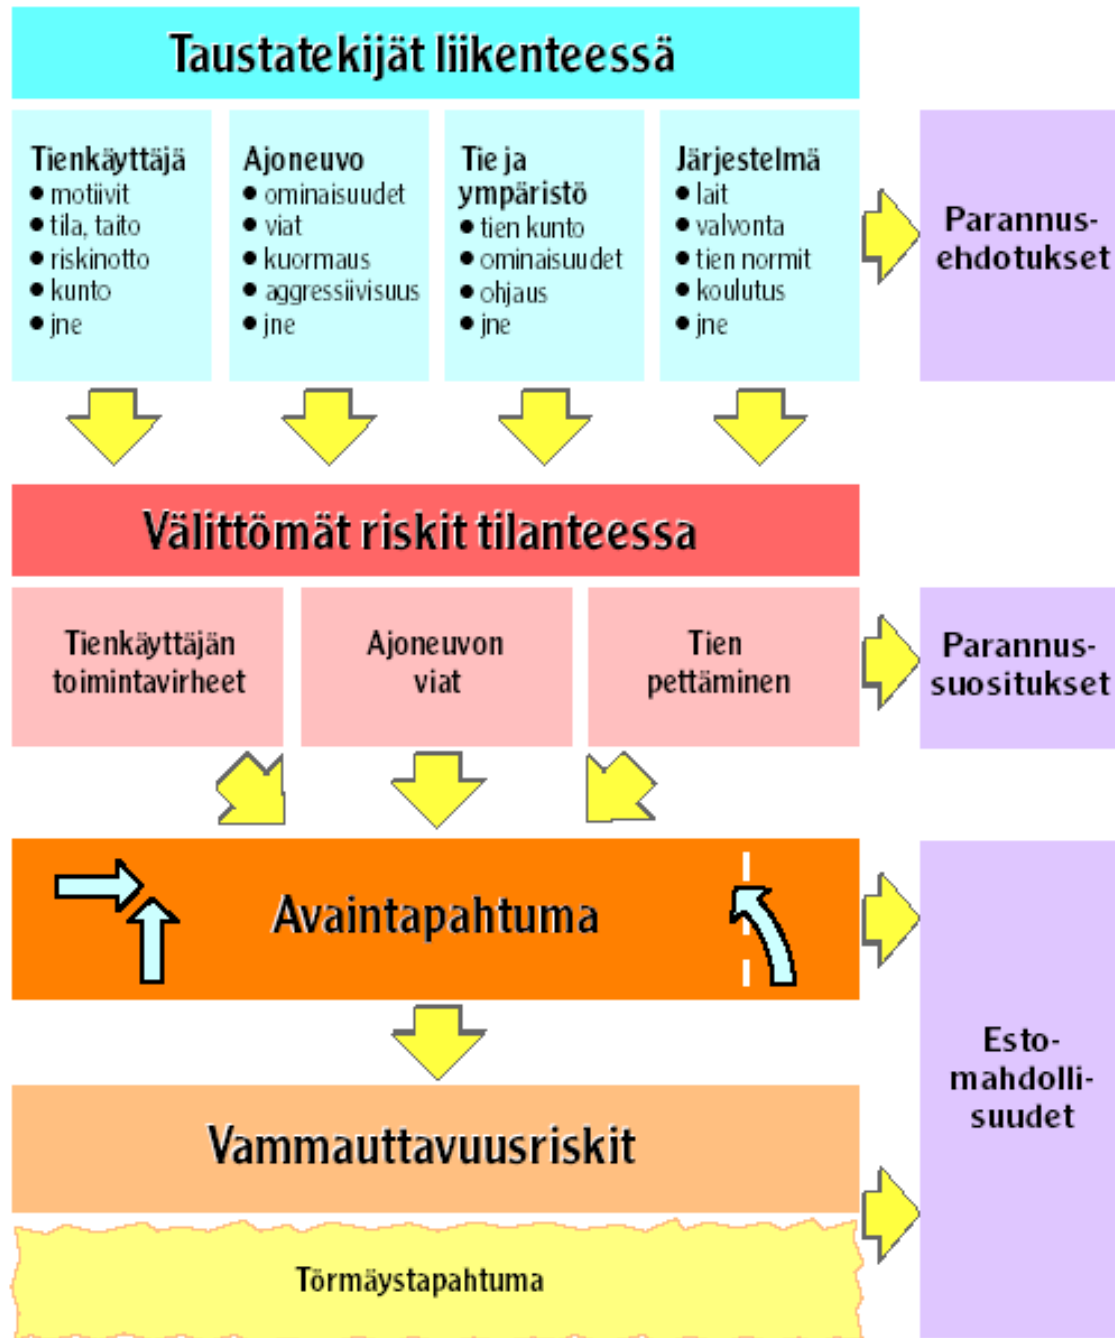 Taustatekijät liikenteessä
Tienkäyttäjä
● motiivit
● tila, taito
● riskinotto
● kunto
● jne
Ajoneuvo
● ominaisuudet
● viat
● kuormaus
● aggressiivisuus
● jne
Tie ja
ympäristö
● tien kunto
● ominaisuudet
● ohjaus
● jne
Järjestelmä
● lait
● valvonta
● tien normit
● koulutus
● jne
Parannus-
ehdotukset
Välittömät riskit tilanteessa
Tienkäyttäjän
toimintavirheet
Ajoneuvon
viat
Tien
pettäminen
Parannus-
suositukset
Avaintapahtuma
Esto-
mahdolli-
suudet
Vammauttavuusriskit
Törmäystapahtuma